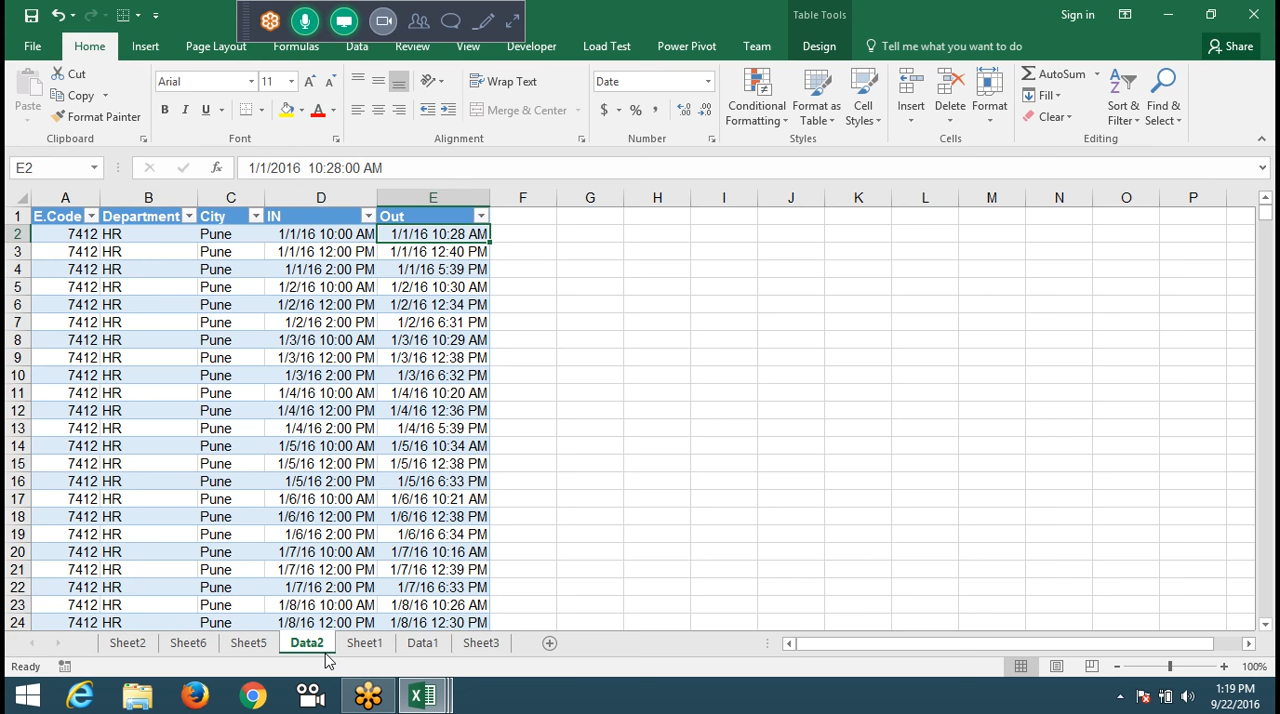 Table Tools
Sign in
File Home Insert Page Layout Formulas Data Review View Developer Load Test Power Pivot Team Design Tell me what you want to do Share
Paste Cut Copy Format Painter
Arial 11
B I U
Wrap Text
Merge & Center
Date
$ % ,
Conditional Formatting Format as Table Cell Styles
Insert Delete Format
AutoSum Fill Clear
Sort & Filter Find & Select
Clipboard Font Alignment Number Styles Cells Editing
E2 fx 1/1/2016 10:28:00 AM
A B C D E F G H I J K L M N O P
1 E.Code Department City IN Out
2 7412 HR Pune 1/1/16 10:00 AM 1/1/16 10:28 AM
3 7412 HR Pune 1/1/16 12:00 PM 1/1/16 12:40 PM
4 7412 HR Pune 1/1/16 2:00 PM 1/1/16 5:39 PM
5 7412 HR Pune 1/2/16 10:00 AM 1/2/16 10:30 AM
6 7412 HR Pune 1/2/16 12:00 PM 1/2/16 12:34 PM
7 7412 HR Pune 1/2/16 2:00 PM 1/2/16 6:31 PM
8 7412 HR Pune 1/3/16 10:00 AM 1/3/16 10:29 AM
9 7412 HR Pune 1/3/16 12:00 PM 1/3/16 12:38 PM
10 7412 HR Pune 1/3/16 2:00 PM 1/3/16 6:32 PM
11 7412 HR Pune 1/4/16 10:00 AM 1/4/16 10:20 AM
12 7412 HR Pune 1/4/16 12:00 PM 1/4/16 12:36 PM
13 7412 HR Pune 1/4/16 2:00 PM 1/4/16 5:39 PM
14 7412 HR Pune 1/5/16 10:00 AM 1/5/16 10:34 AM
15 7412 HR Pune 1/5/16 12:00 PM 1/5/16 12:38 PM
16 7412 HR Pune 1/5/16 2:00 PM 1/5/16 6:33 PM
17 7412 HR Pune 1/6/16 10:00 AM 1/6/16 10:21 AM
18 7412 HR Pune 1/6/16 12:00 PM 1/6/16 12:38 PM
19 7412 HR Pune 1/6/16 2:00 PM 1/6/16 6:34 PM
20 7412 HR Pune 1/7/16 10:00 AM 1/7/16 10:16 AM
21 7412 HR Pune 1/7/16 12:00 PM 1/7/16 12:39 PM
22 7412 HR Pune 1/7/16 2:00 PM 1/7/16 6:33 PM
23 7412 HR Pune 1/8/16 10:00 AM 1/8/16 10:26 AM
24 7412 HR Pune 1/8/16 12:00 PM 1/8/16 12:30 PM
Sheet2 Sheet6 Sheet5 Data2 Sheet1 Data1 Sheet3
Ready 100%
1:19 PM
9/22/2016